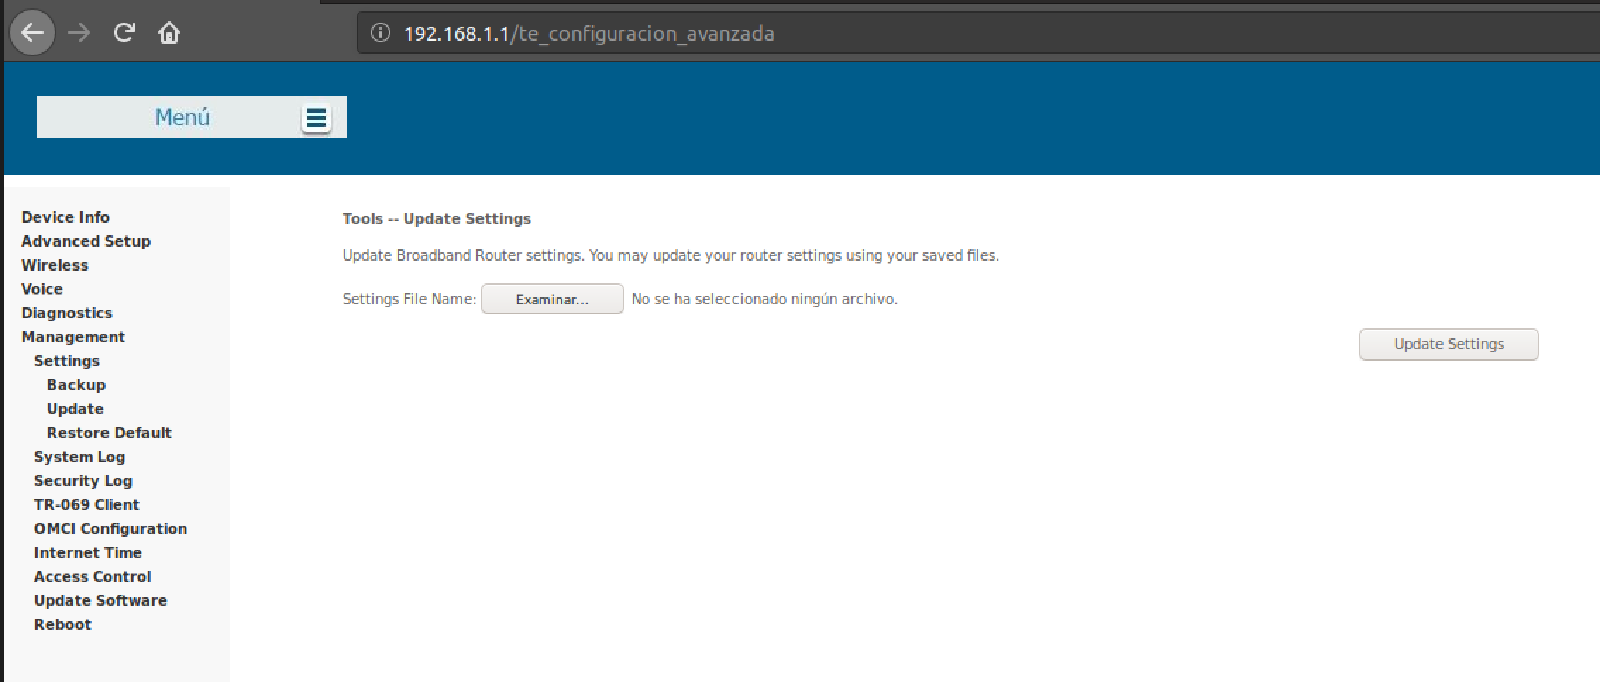 192.168.1.1/te_configuracion_avanzada
Menú
Device Info
Advanced Setup
Wireless
Voice
Diagnostics
Management
Settings
Backup
Update
Restore Default
System Log
Security Log
TR-069 Client
OMCI Configuration
Internet Time
Access Control
Update Software
Reboot
Tools -- Update Settings
Update Broadband Router settings. You may update your router settings using your saved files.
Settings File Name: Examinar... No se ha seleccionado ningún archivo.
Update Settings